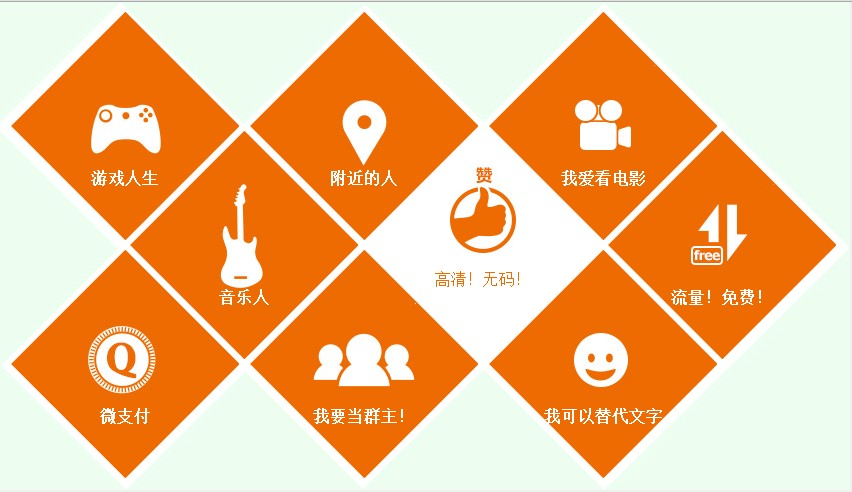 游戏人生
附近的人
我爱看电影
音乐人
赞
高清！无码！
free
流量！免费！
Q
微支付
我要当群主！
我可以替代文字